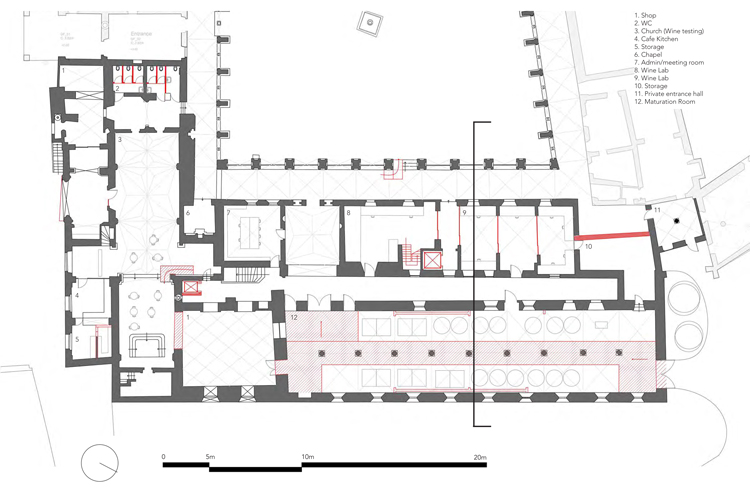 Entrance
1. Shop
2. WC
3. Church (Wine testing)
4. Cafe Kitchen
5. Storage
6. Chapel
7. Admin/meeting room
8. Wine Lab
9. Wine Lab
10. Storage
11. Private entrance hall
12. Maturation Room
1
2
3
6
7
8
9
11
10
4
1
12
5
0 5m 10m 20m